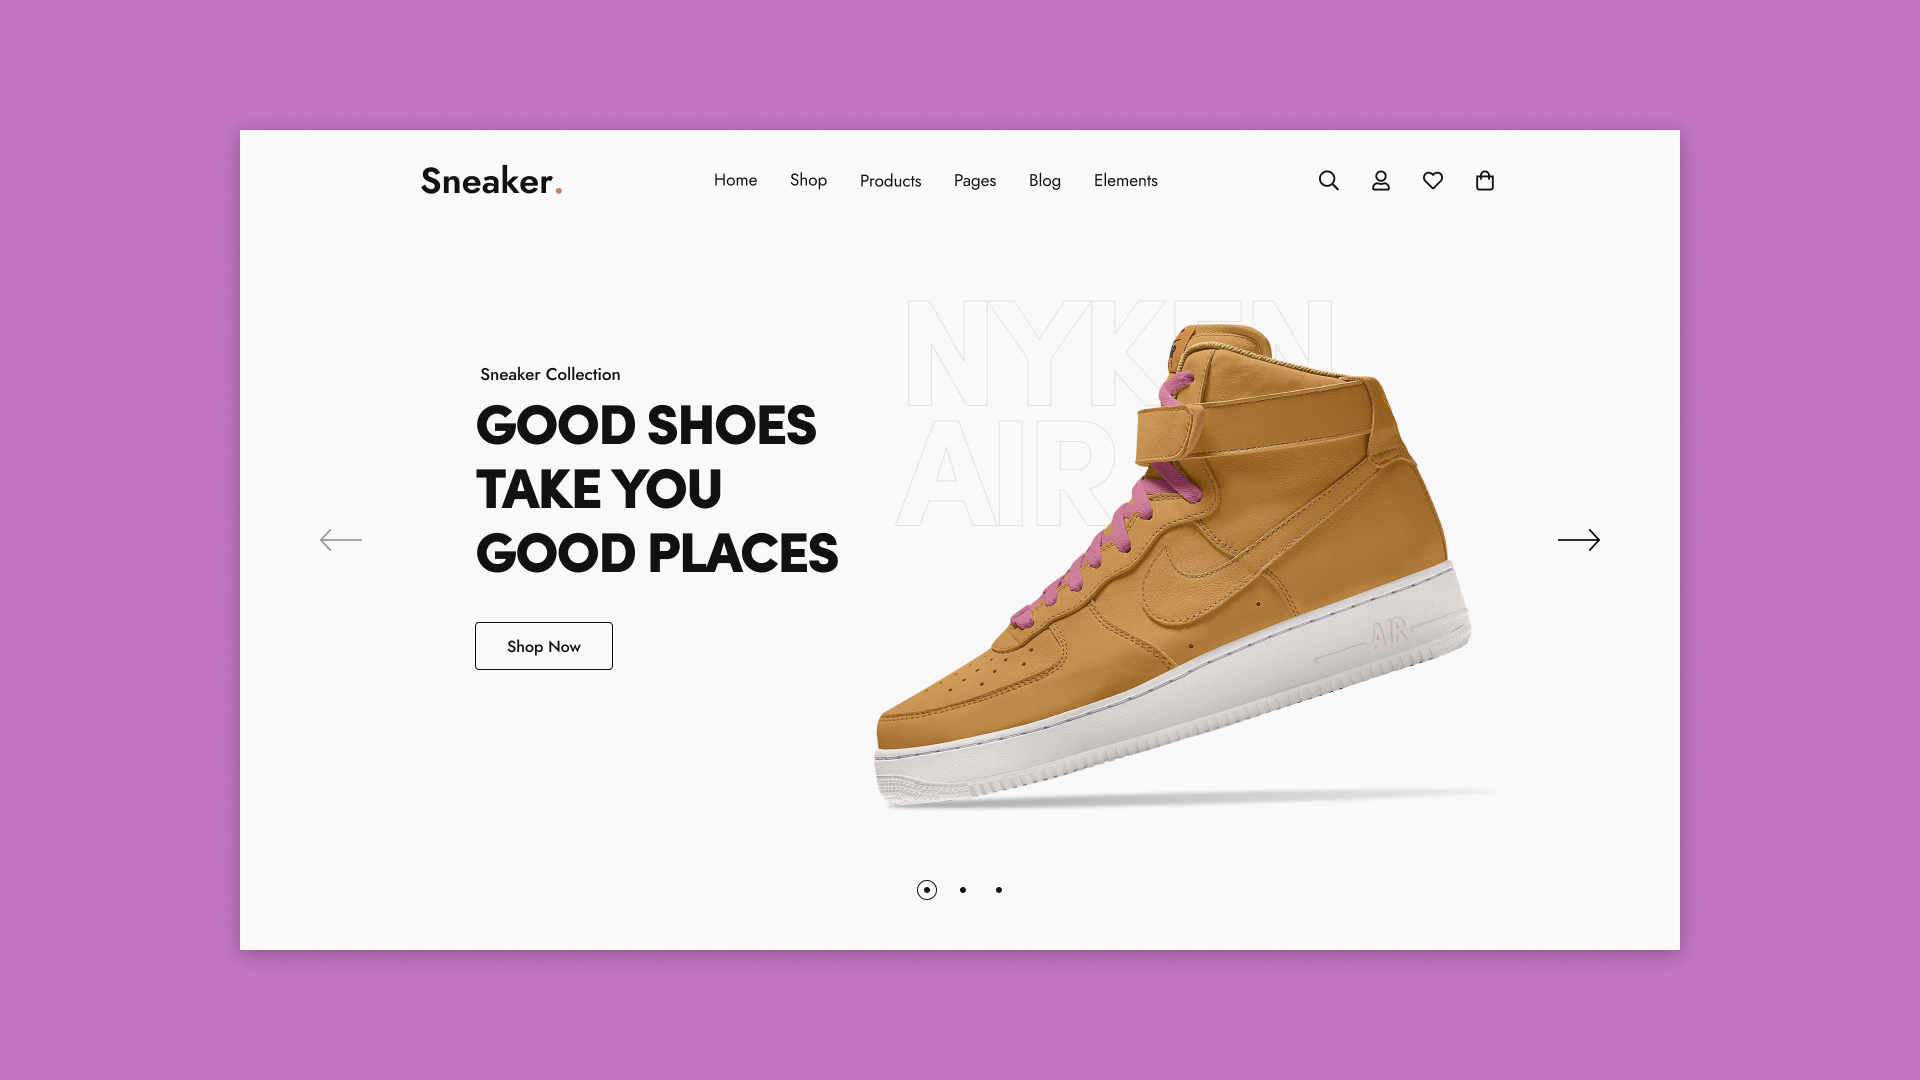 Sneaker.
Home Shop Products Pages Blog Elements
NYKEN
AIR
Sneaker Collection
GOOD SHOES
TAKE YOU
GOOD PLACES
Shop Now
AIR